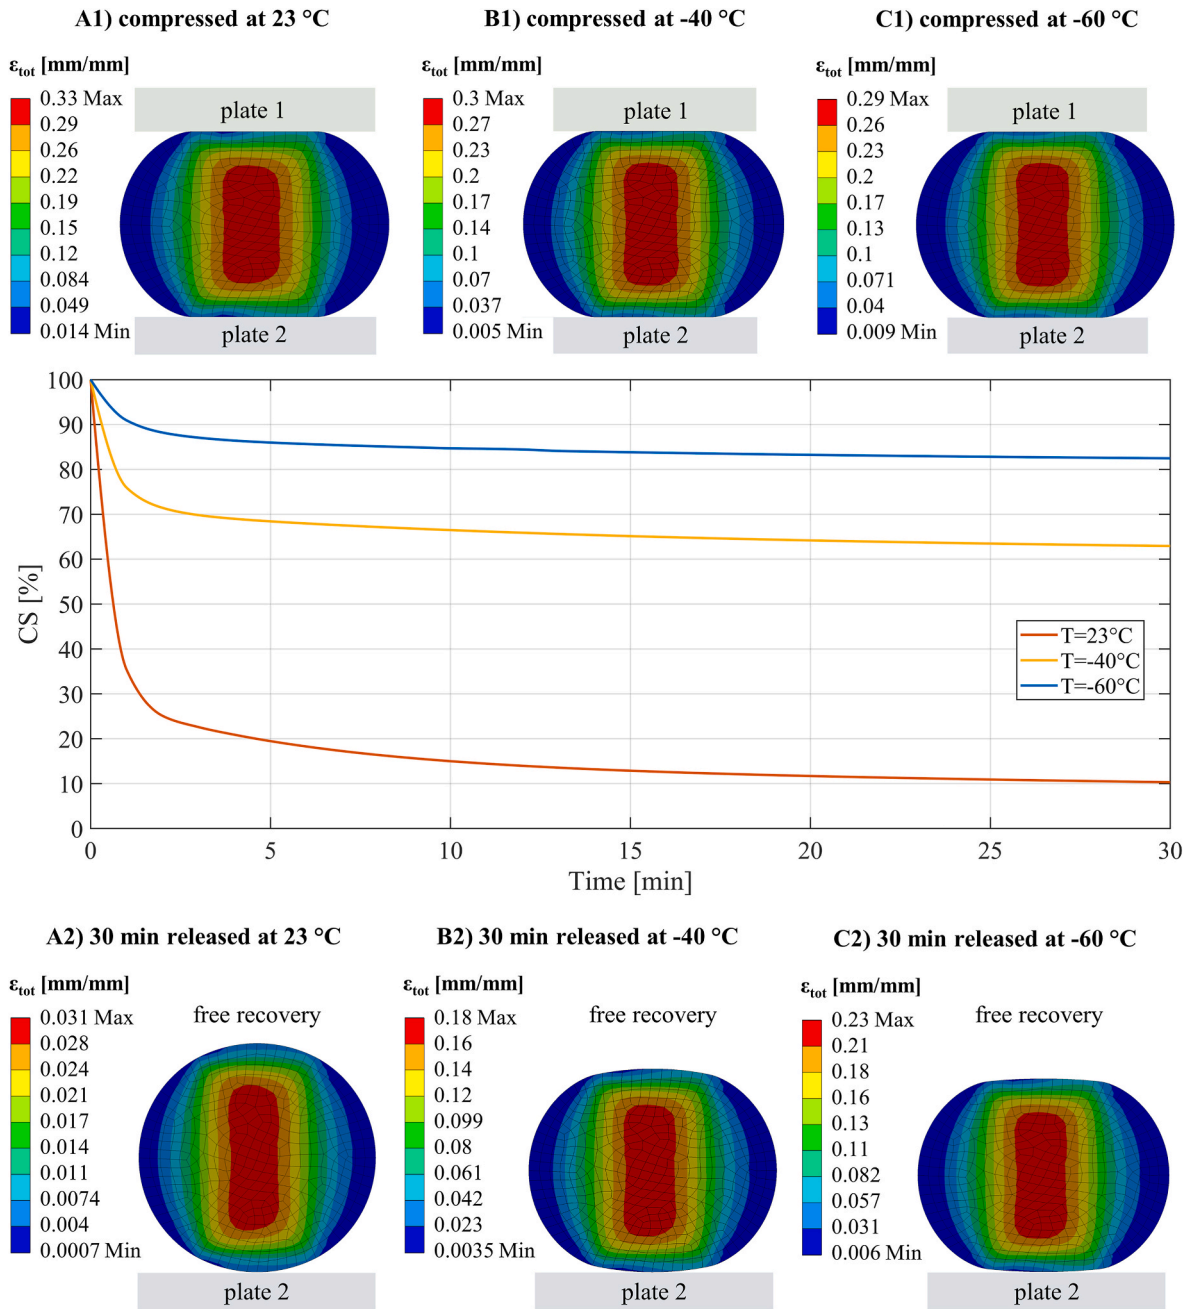 A1) compressed at 23 °C
B1) compressed at -40 °C
C1) compressed at -60 °C
ε_tot [mm/mm]
0.33 Max
0.29
0.26
0.22
0.19
0.15
0.12
0.084
0.049
0.014 Min
plate 1
plate 2
ε_tot [mm/mm]
0.3 Max
0.27
0.23
0.2
0.17
0.14
0.1
0.07
0.037
0.005 Min
plate 1
plate 2
ε_tot [mm/mm]
0.29 Max
0.26
0.23
0.2
0.17
0.13
0.1
0.071
0.04
0.009 Min
plate 1
plate 2
CS [%]
100
90
80
70
60
50
40
30
20
10
0
0
5
10
15
20
25
30
Time [min]
T=23°C
T=-40°C
T=-60°C
A2) 30 min released at 23 °C
B2) 30 min released at -40 °C
C2) 30 min released at -60 °C
ε_tot [mm/mm]
0.031 Max
0.028
0.024
0.021
0.017
0.014
0.011
0.0074
0.004
0.0007 Min
free recovery
plate 2
ε_tot [mm/mm]
0.18 Max
0.16
0.14
0.12
0.099
0.08
0.061
0.042
0.023
0.0035 Min
free recovery
plate 2
ε_tot [mm/mm]
0.23 Max
0.21
0.18
0.16
0.13
0.11
0.082
0.057
0.031
0.006 Min
free recovery
plate 2